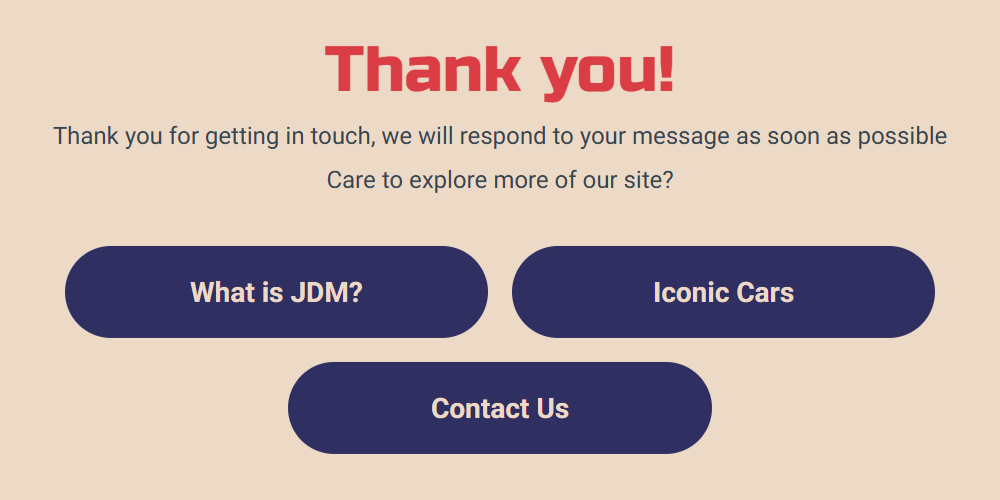 Thank you!
Thank you for getting in touch, we will respond to your message as soon as possible
Care to explore more of our site?
What is JDM?
Iconic Cars
Contact Us